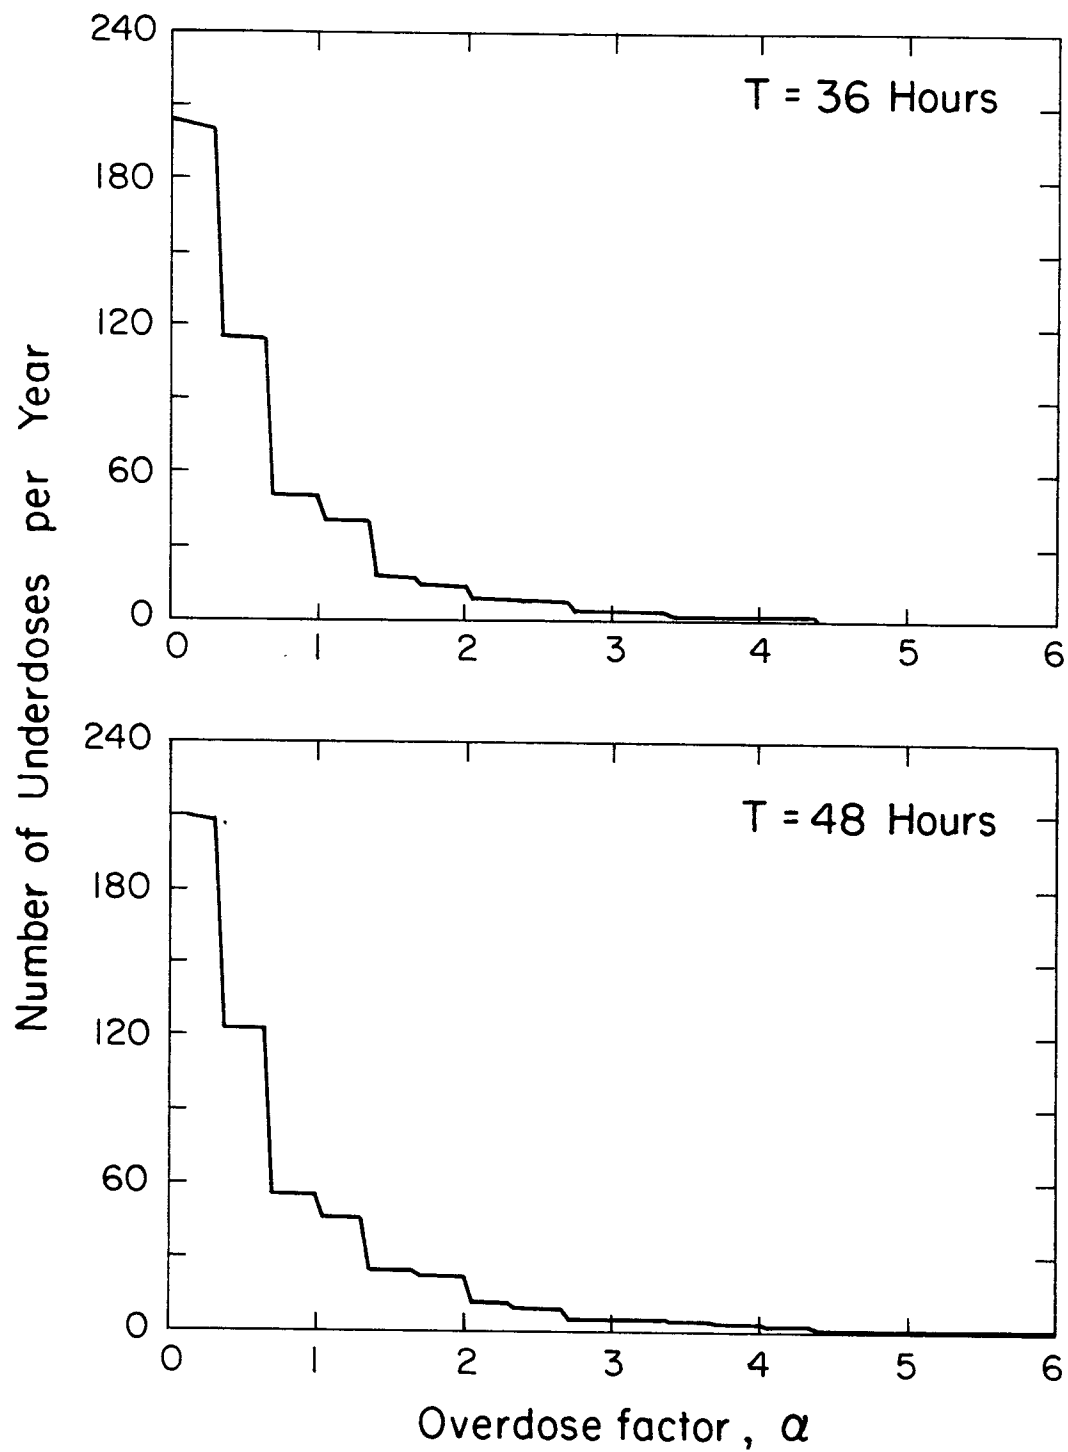 Number of Underdoses per Year
240
180
120
60
0
T = 36 Hours
0 1 2 3 4 5 6
240
180
120
60
0
T = 48 Hours
0 1 2 3 4 5 6
Overdose factor, α